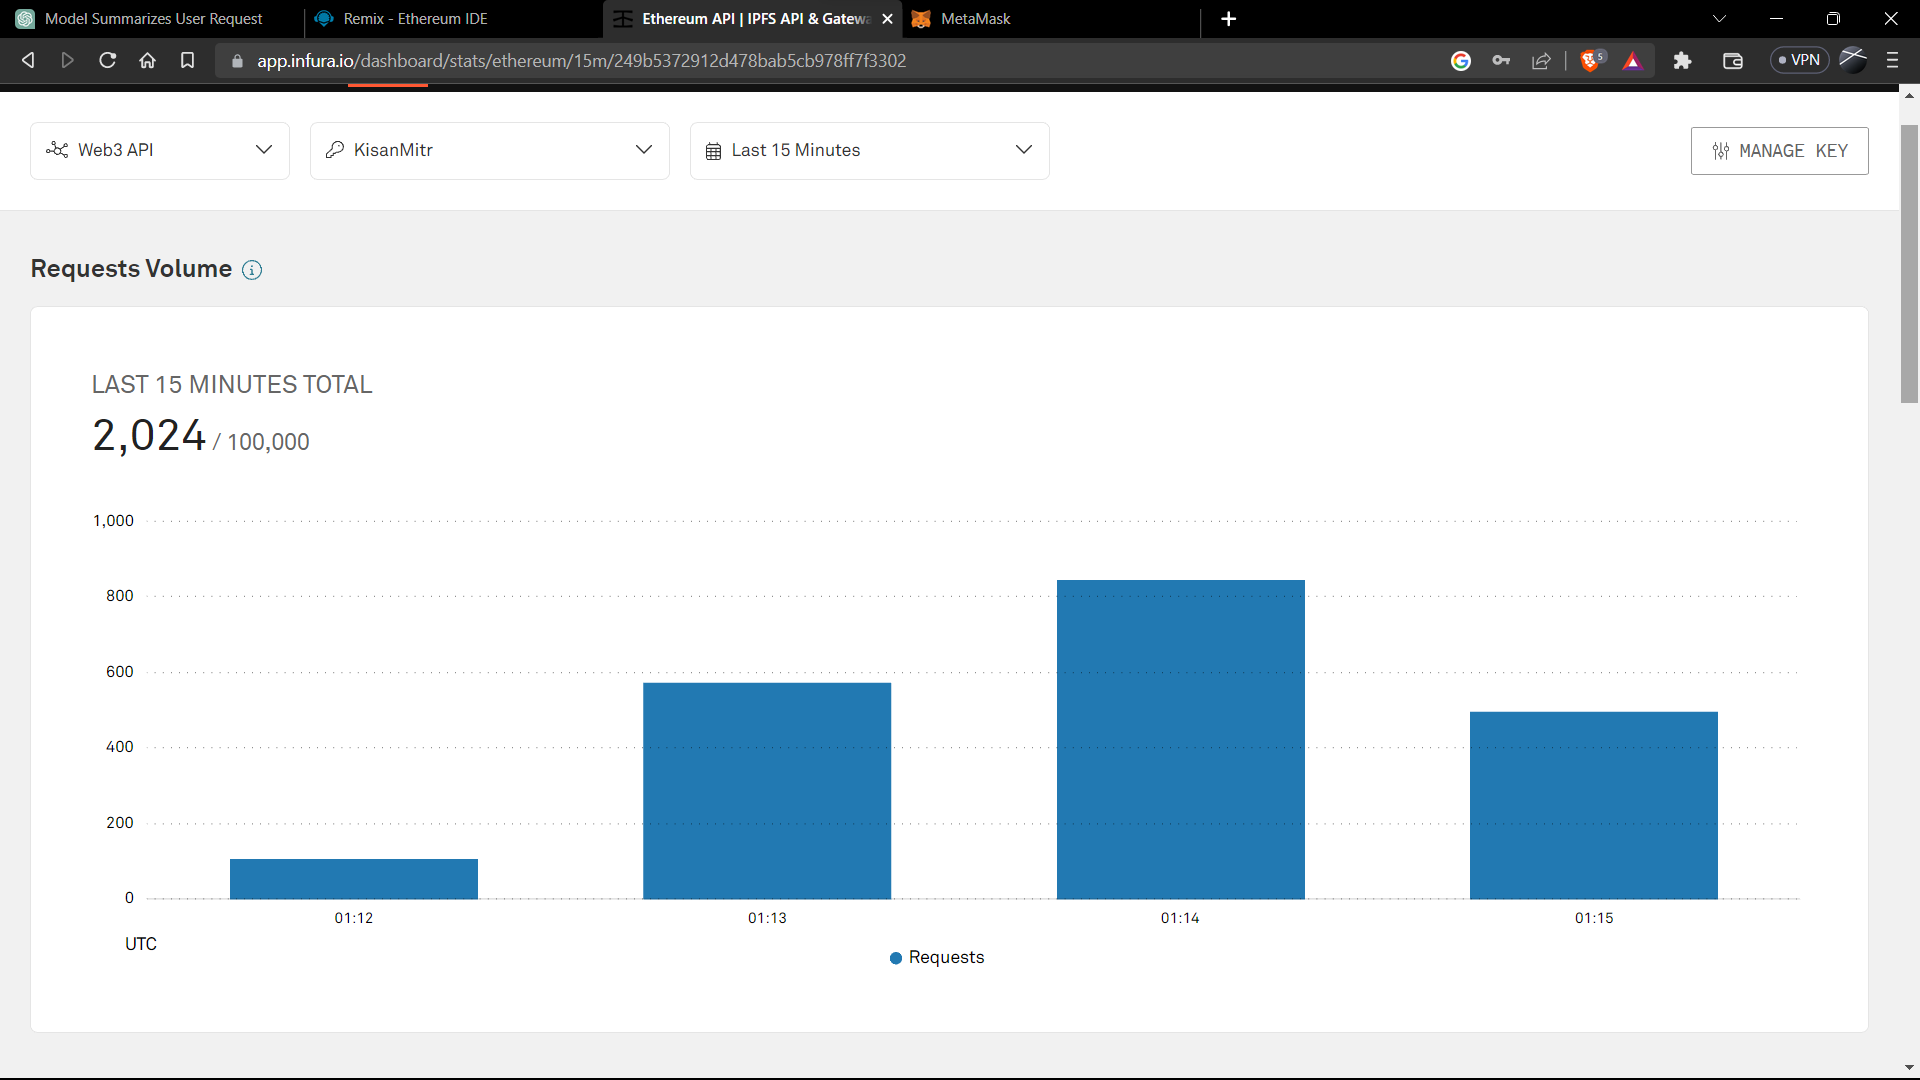 Model Summarizes User Request
Remix - Ethereum IDE
Ethereum API | IPFS API & Gatewa
MetaMask
app.infura.io/dashboard/stats/ethereum/15m/249b5372912d478bab5cb978ff7f3302
5
VPN
Web3 API
KisanMitr
Last 15 Minutes
MANAGE KEY
Requests Volume
LAST 15 MINUTES TOTAL
2,024 / 100,000
1,000
800
600
400
200
0
01:12
01:13
01:14
01:15
UTC
Requests